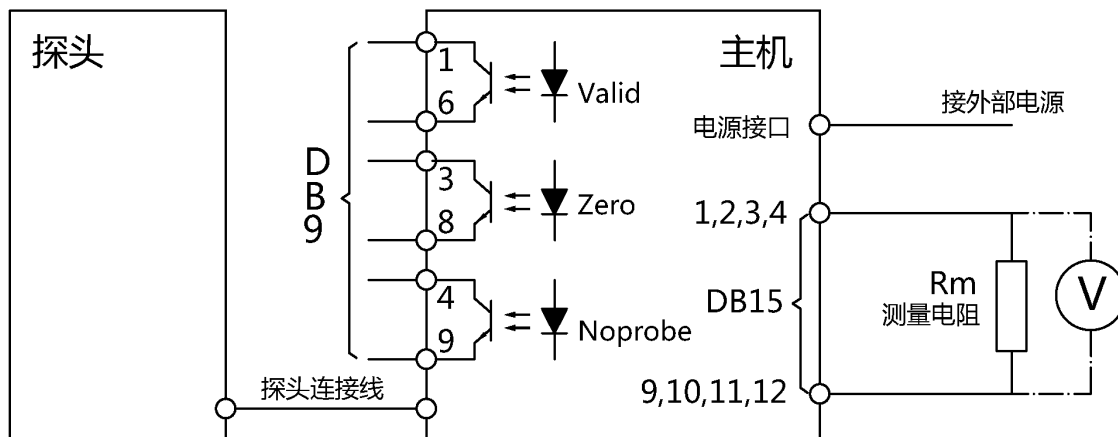 探头
主机
DB9
1
6
Valid
3
8
Zero
4
9
Noprobe
探头连接线
电源接口
接外部电源
1,2,3,4
DB15
9,10,11,12
Rm
测量电阻
V